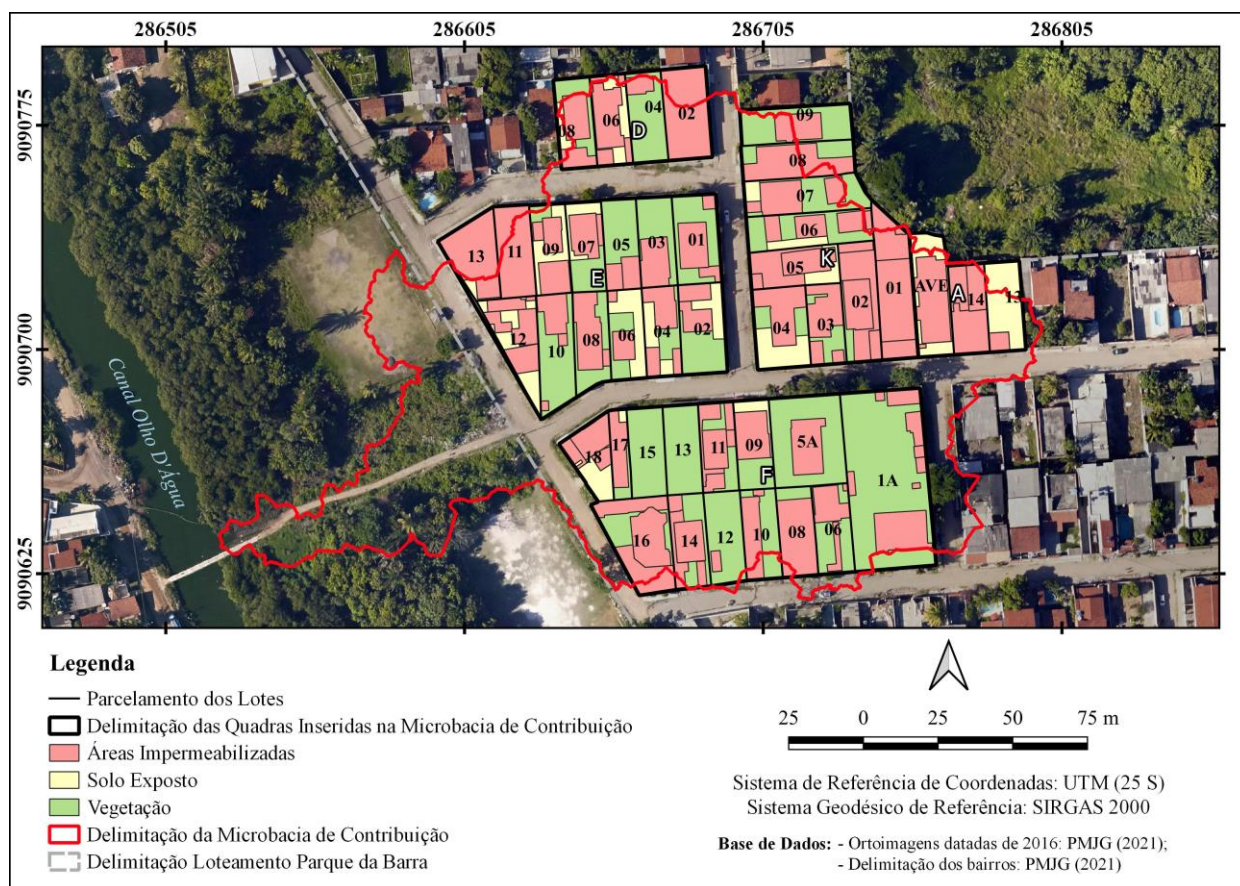 286505 286605 286705 286805
9090775
9090700
9090625
08 06 04 02
D
09
08
07
06
K
05
04 03 02 01
AVE
A
14
13
13 11 09 07 05 03 01
E
12 10 08 06 04 02
18 17 15 13 11 09 5A 1A
F
16 14 12 10 08 06
Canal Olho D'Água
Legenda
Parcelamento dos Lotes
Delimitação das Quadras Inseridas na Microbacia de Contribuição
Áreas Impermeabilizadas
Solo Exposto
Vegetação
Delimitação da Microbacia de Contribuição
Delimitação Loteamento Parque da Barra
25 0 25 50 75 m
Sistema de Referência de Coordenadas: UTM (25 S)
Sistema Geodésico de Referência: SIRGAS 2000
Base de Dados: - Ortoimagens datadas de 2016: PMJG (2021);
- Delimitação dos bairros: PMJG (2021)